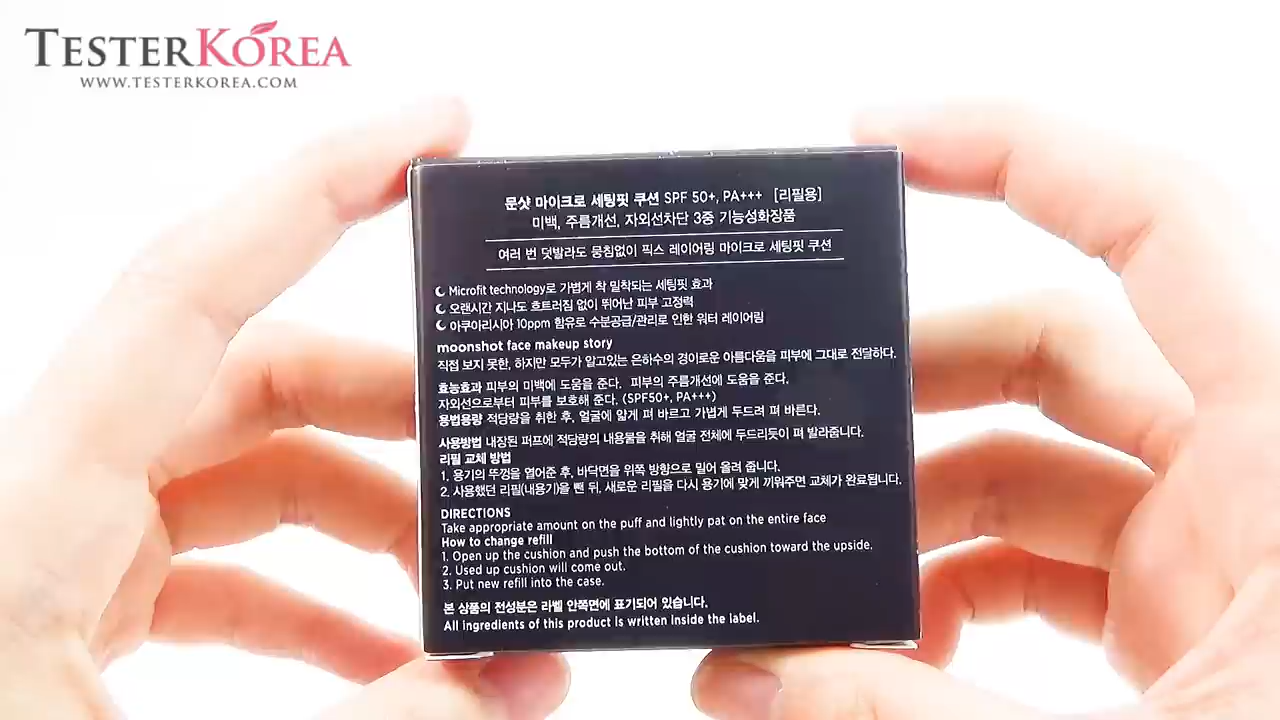 TESTERKOREA
WWW.TESTERKOREA.COM
문샷 마이크로 세팅핏 쿠션 SPF 50+, PA+++ [리필용]
미백, 주름개선, 자외선차단 3중 기능성화장품
여러 번 덧발라도 뭉침없이 픽스 레이어링 마이크로 세팅핏 쿠션
Microfit technology로 가볍게 착 밀착되는 세팅핏 효과
오랜시간 지나도 흐트러짐 없이 뛰어난 피부 고정력
아쿠아리시아 10ppm 함유로 수분공급/관리로 인한 워터 레이어링
moonshot face makeup story
직접 보지 못한, 하지만 모두가 알고있는 은하수의 경이로운 아름다움을 피부에 그대로 전달하다.
효능효과 피부의 미백에 도움을 준다. 피부의 주름개선에 도움을 준다.
자외선으로부터 피부를 보호해 준다. (SPF50+, PA+++)
용법용량 적당량을 취한 후, 얼굴에 얇게 펴 바르고 가볍게 두드려 펴 바른다.
사용방법 내장된 퍼프에 적당량의 내용물을 취해 얼굴 전체에 두드리듯이 펴 발라줍니다.
리필 교체 방법
1. 용기의 뚜껑을 열어준 후, 바닥면을 위쪽 방향으로 밀어 올려 줍니다.
2. 사용했던 리필(내용기)을 뺀 뒤, 새로운 리필을 다시 용기에 맞게 끼워주면 교체가 완료됩니다.
DIRECTIONS
Take appropriate amount on the puff and lightly pat on the entire face
How to change refill
1. Open up the cushion and push the bottom of the cushion toward the upside.
2. Used up cushion will come out.
3. Put new refill into the case.
본 상품의 전성분은 라벨 안쪽면에 표기되어 있습니다.
All ingredients of this product is written inside the label.